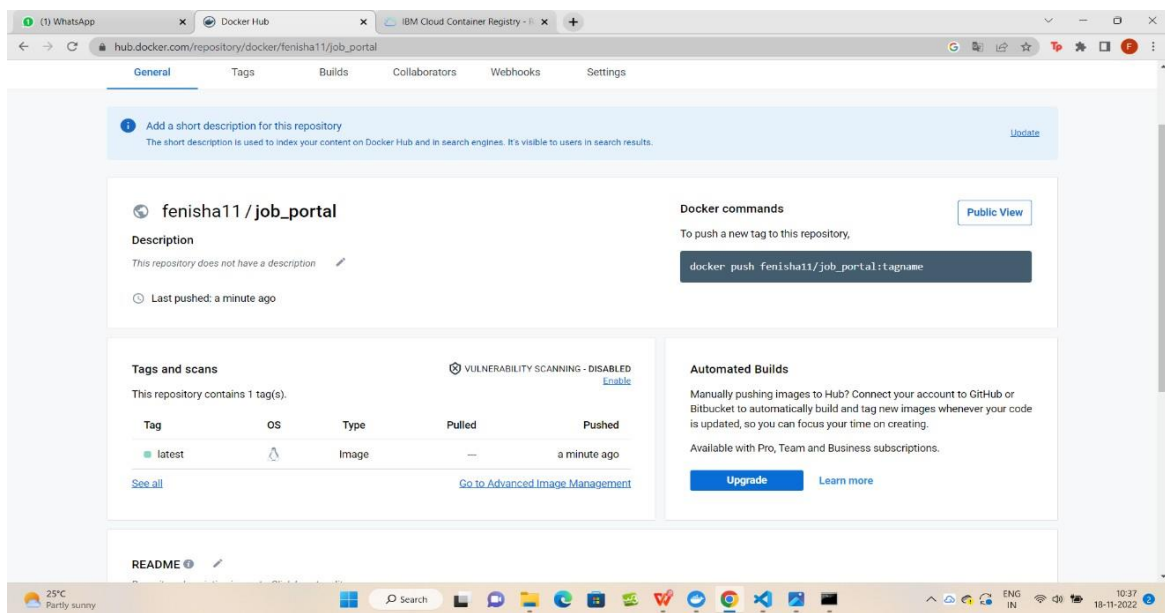 (1) WhatsApp
Docker Hub
IBM Cloud Container Registry -
hub.docker.com/repository/docker/fenisha11/job_portal
General Tags Builds Collaborators Webhooks Settings
Add a short description for this repository
The short description is used to index your content on Docker Hub and in search engines. It's visible to users in search results.
Update
fenisha11 / job_portal
Description
This repository does not have a description
Last pushed: a minute ago
Docker commands
Public View
To push a new tag to this repository,
docker push fenisha11/job_portal:tagname
Tags and scans
VULNERABILITY SCANNING - DISABLED
Enable
This repository contains 1 tag(s).
Tag OS Type Pulled Pushed
latest Image — a minute ago
See all
Go to Advanced Image Management
Automated Builds
Manually pushing images to Hub? Connect your account to GitHub or
Bitbucket to automatically build and tag new images whenever your code
is updated, so you can focus your time on creating.
Available with Pro, Team and Business subscriptions.
Upgrade
Learn more
README
25°C
Partly sunny
Search
ENG
IN
10:37
18-11-2022
2